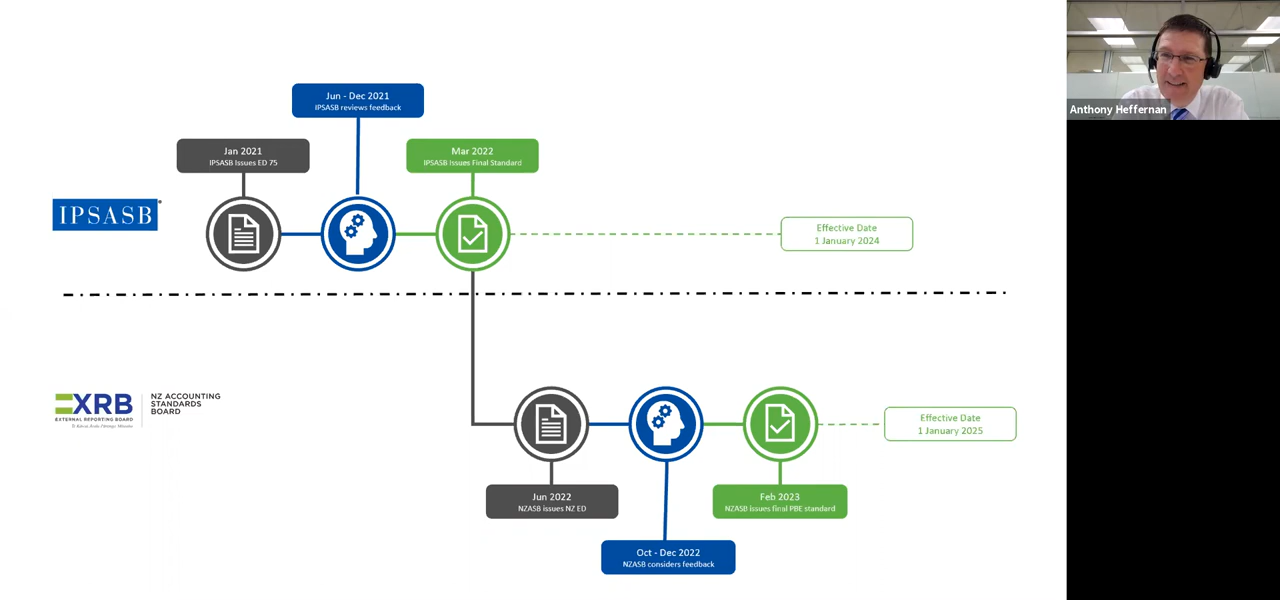 Jun - Dec 2021
IPSASB reviews feedback
Jan 2021
IPSASB Issues ED 75
Mar 2022
IPSASB Issues Final Standard
IPSASB
Effective Date
1 January 2024
XRB
EXTERNAL REPORTING BOARD
NZ ACCOUNTING
STANDARDS
BOARD
Effective Date
1 January 2025
Jun 2022
NZASB issues NZ ED
Feb 2023
NZASB issues final PBE standard
Oct - Dec 2022
NZASB considers feedback
Anthony Heffernan